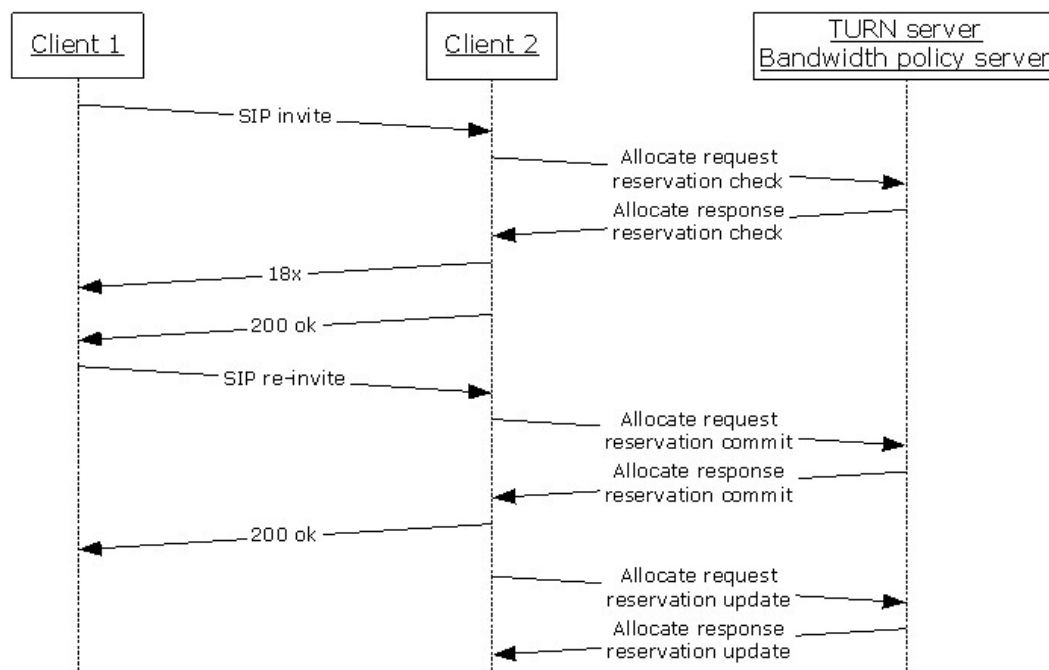 Client 1
Client 2
TURN server
Bandwidth policy server
SIP invite
Allocate request
reservation check
Allocate response
reservation check
18x
200 ok
SIP re-invite
Allocate request
reservation commit
Allocate response
reservation commit
200 ok
Allocate request
reservation update
Allocate response
reservation update